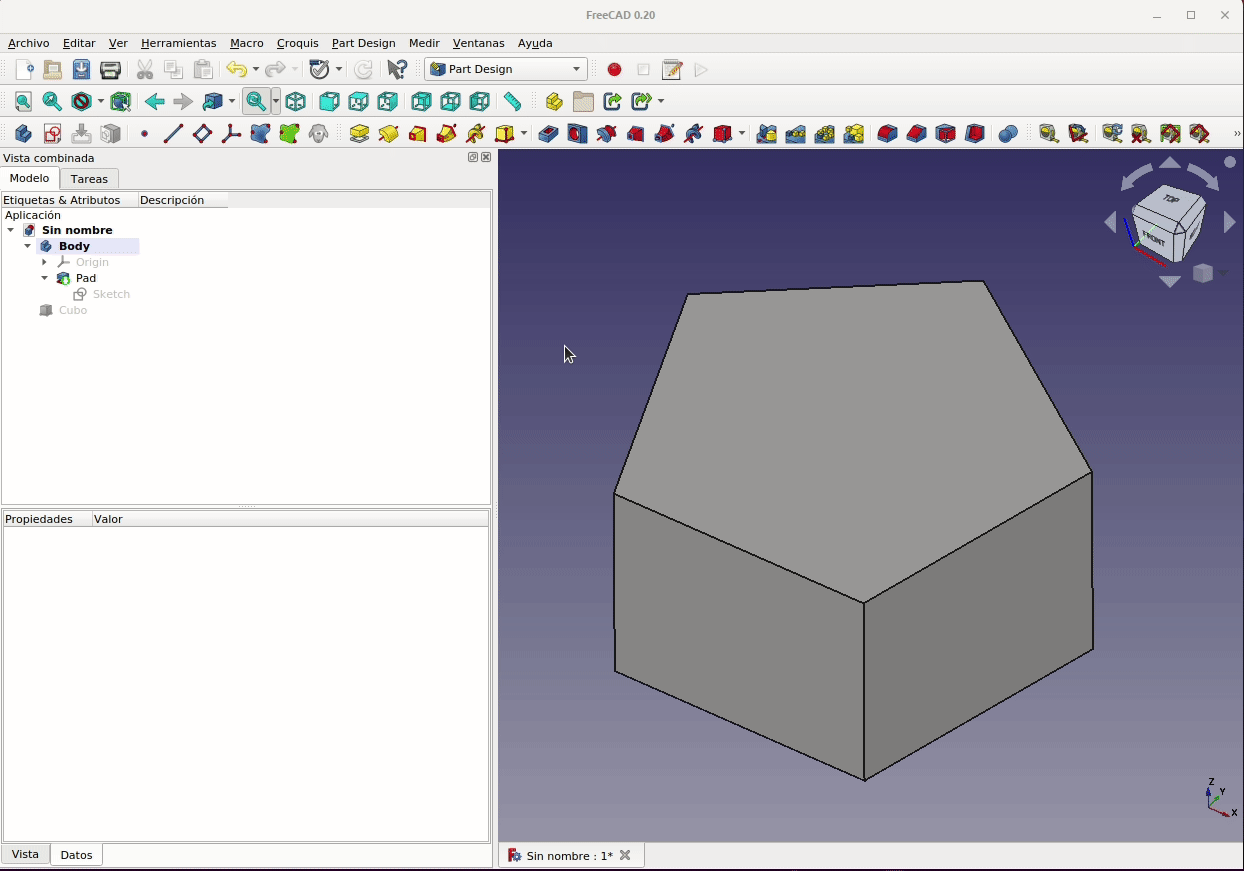 FreeCAD 0.20
Archivo Editar Ver Herramientas Macro Croquis Part Design Medir Ventanas Ayuda
Part Design
»
Vista combinada
Modelo Tareas
Etiquetas & Atributos Descripción
Aplicación
Sin nombre
Body
Origin
Pad
Sketch
Cubo
Propiedades Valor
TOP
FRONT
Z
Y
X
Vista Datos
Sin nombre : 1*